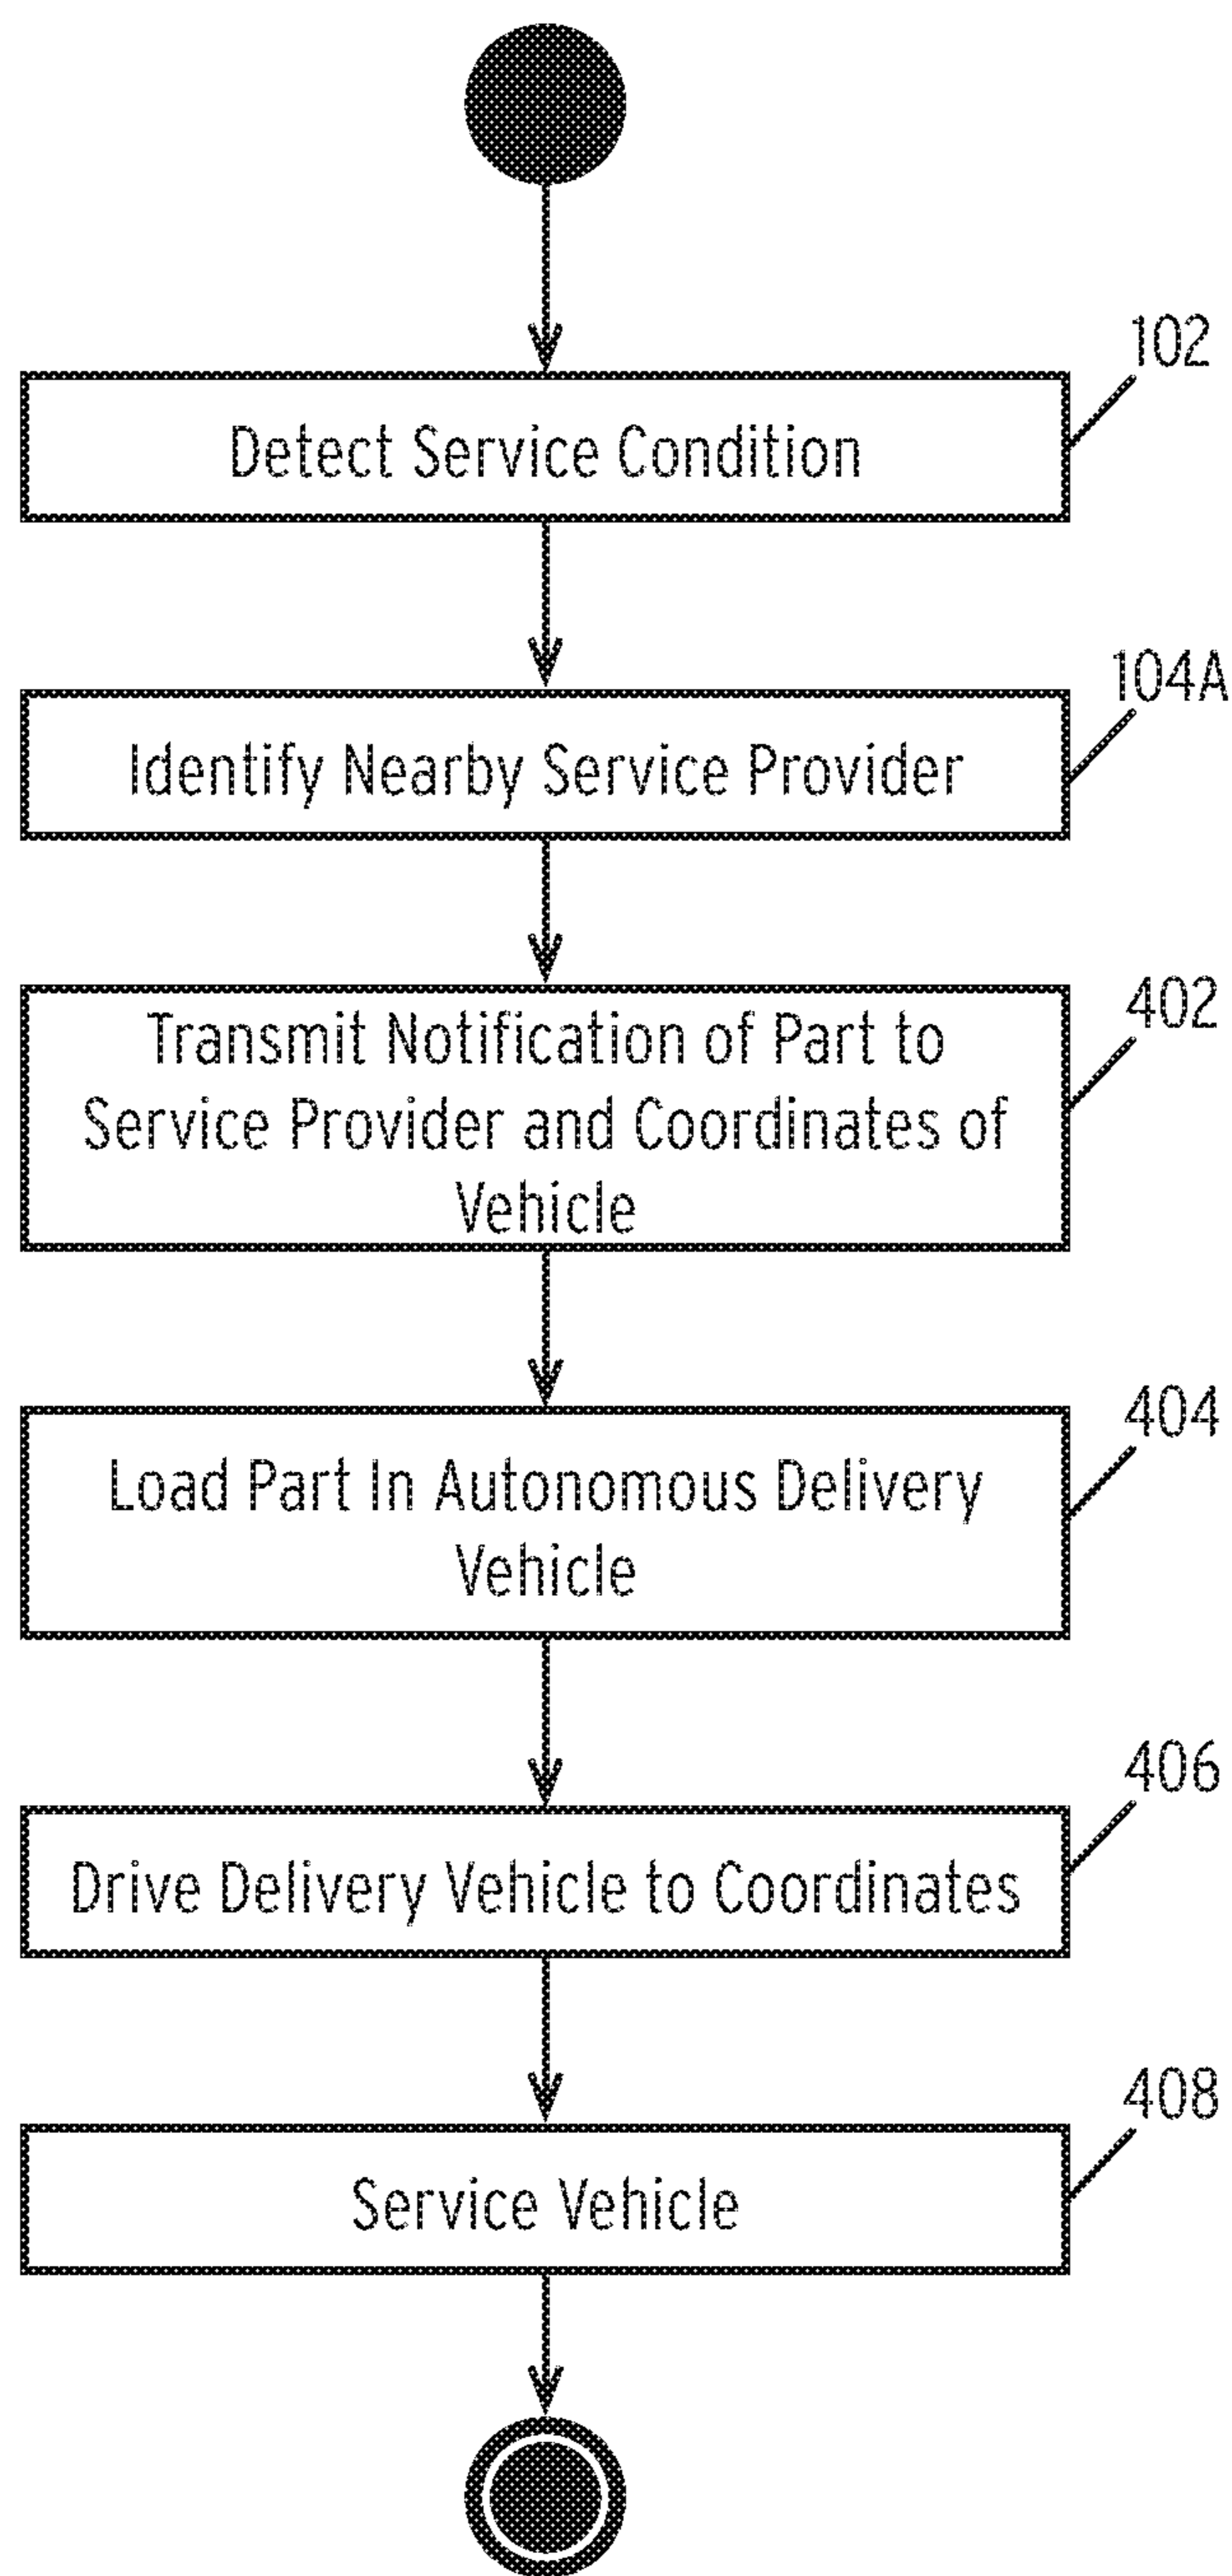 102
Detect Service Condition
104A
Identify Nearby Service Provider
402
Transmit Notification of Part to
Service Provider and Coordinates of
Vehicle
404
Load Part In Autonomous Delivery
Vehicle
406
Drive Delivery Vehicle to Coordinates
408
Service Vehicle